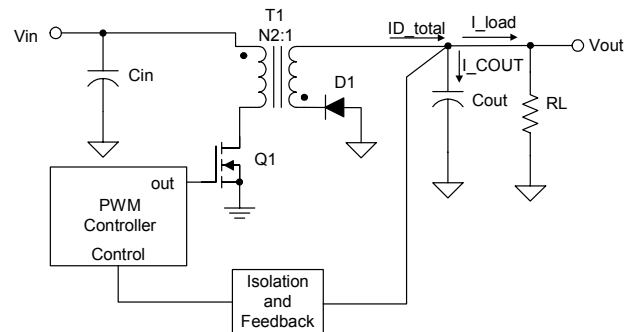 T1
N2:1
Vin
ID_total
I_load
Vout
I_COUT
Cin
D1
Cout
RL
Q1
out
PWM
Controller
Control
Isolation
and
Feedback